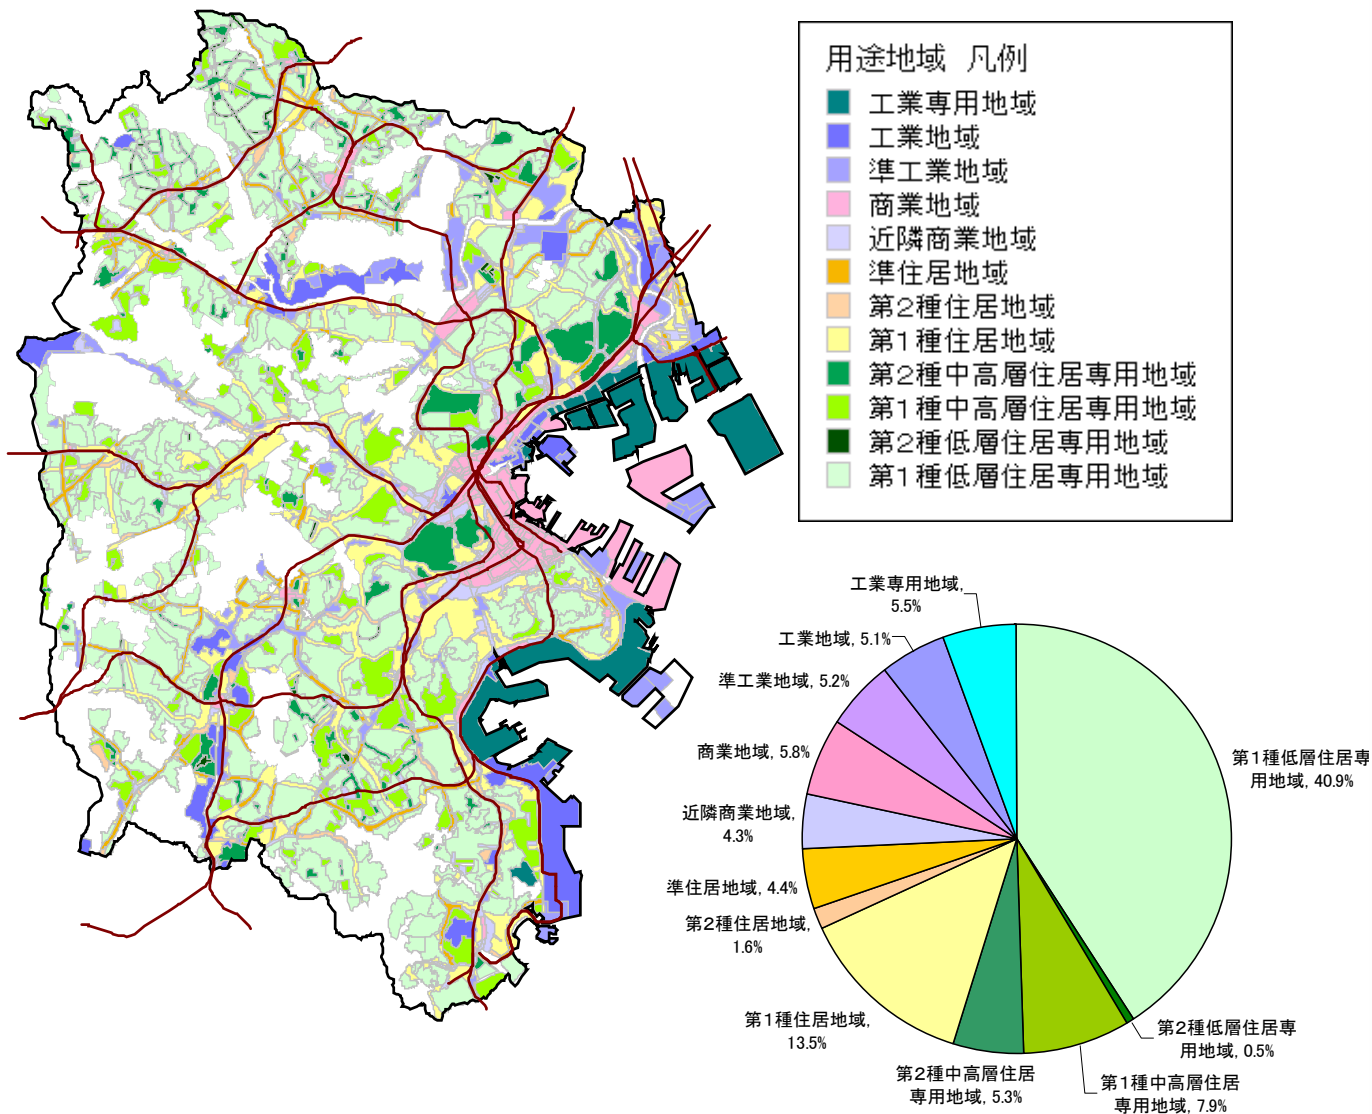 用途地域 凡例
工業専用地域
工業地域
準工業地域
商業地域
近隣商業地域
準住居地域
第2種住居地域
第1種住居地域
第2種中高層住居専用地域
第1種中高層住居専用地域
第2種低層住居専用地域
第1種低層住居専用地域
工業専用地域,
5.5%
工業地域, 5.1%
準工業地域, 5.2%
商業地域, 5.8%
近隣商業地域,
4.3%
準住居地域, 4.4%
第2種住居地域,
1.6%
第1種住居地域,
13.5%
第2種中高層住居
専用地域, 5.3%
第1種中高層住居
専用地域, 7.9%
第2種低層住居専
用地域, 0.5%
第1種低層住居専
用地域, 40.9%